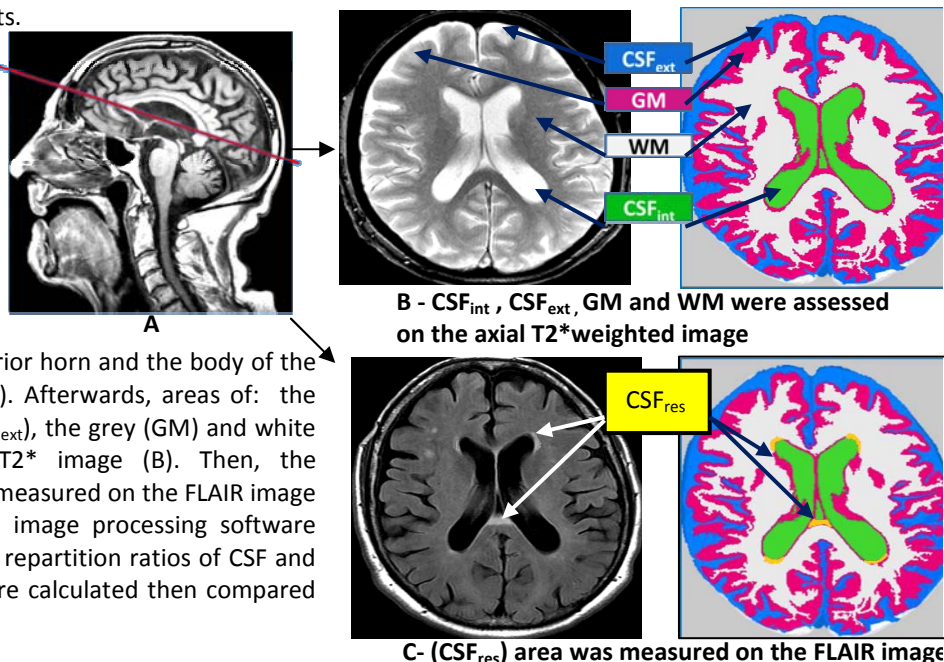 ts.
CSFext
GM
WM
CSFint
A
B - CSFint , CSFext , GM and WM were assessed
on the axial T2*weighted image
rior horn and the body of the
). Afterwards, areas of: the
ext), the grey (GM) and white
T2* image (B). Then, the
measured on the FLAIR image
image processing software
repartition ratios of CSF and
re calculated then compared
CSFres
C- (CSFres) area was measured on the FLAIR image